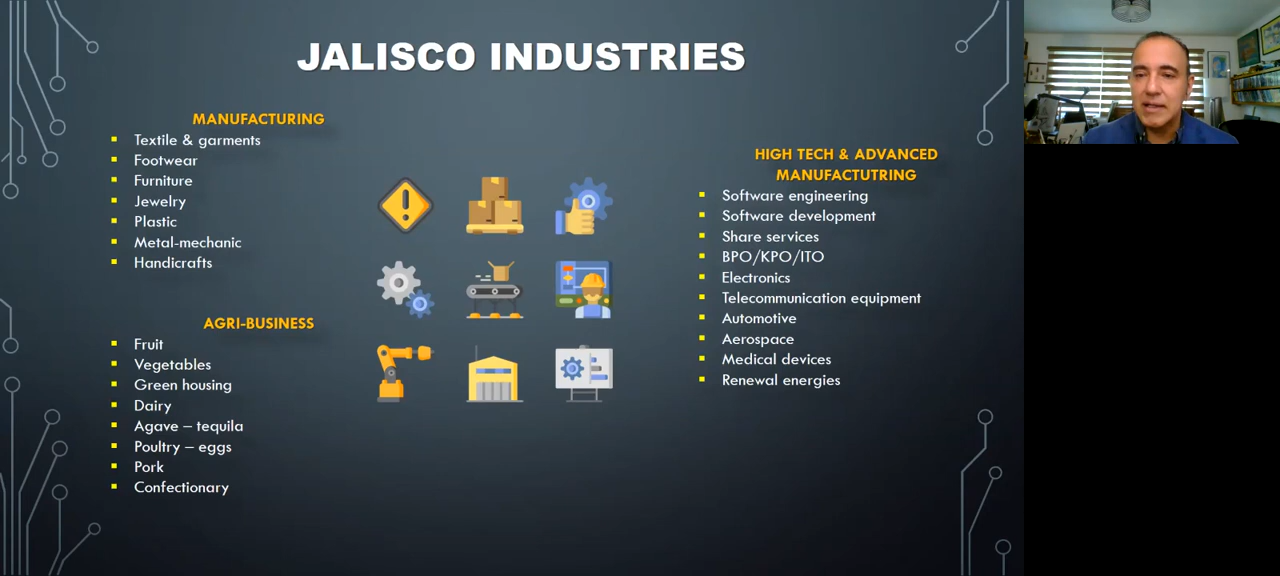 JALISCO INDUSTRIES
MANUFACTURING
Textile & garments
Footwear
Furniture
Jewelry
Plastic
Metal-mechanic
Handicrafts
AGRI-BUSINESS
Fruit
Vegetables
Green housing
Dairy
Agave – tequila
Poultry – eggs
Pork
Confectionary
HIGH TECH & ADVANCED
MANUFACTUTRING
Software engineering
Software development
Share services
BPO/KPO/ITO
Electronics
Telecommunication equipment
Automotive
Aerospace
Medical devices
Renewal energies